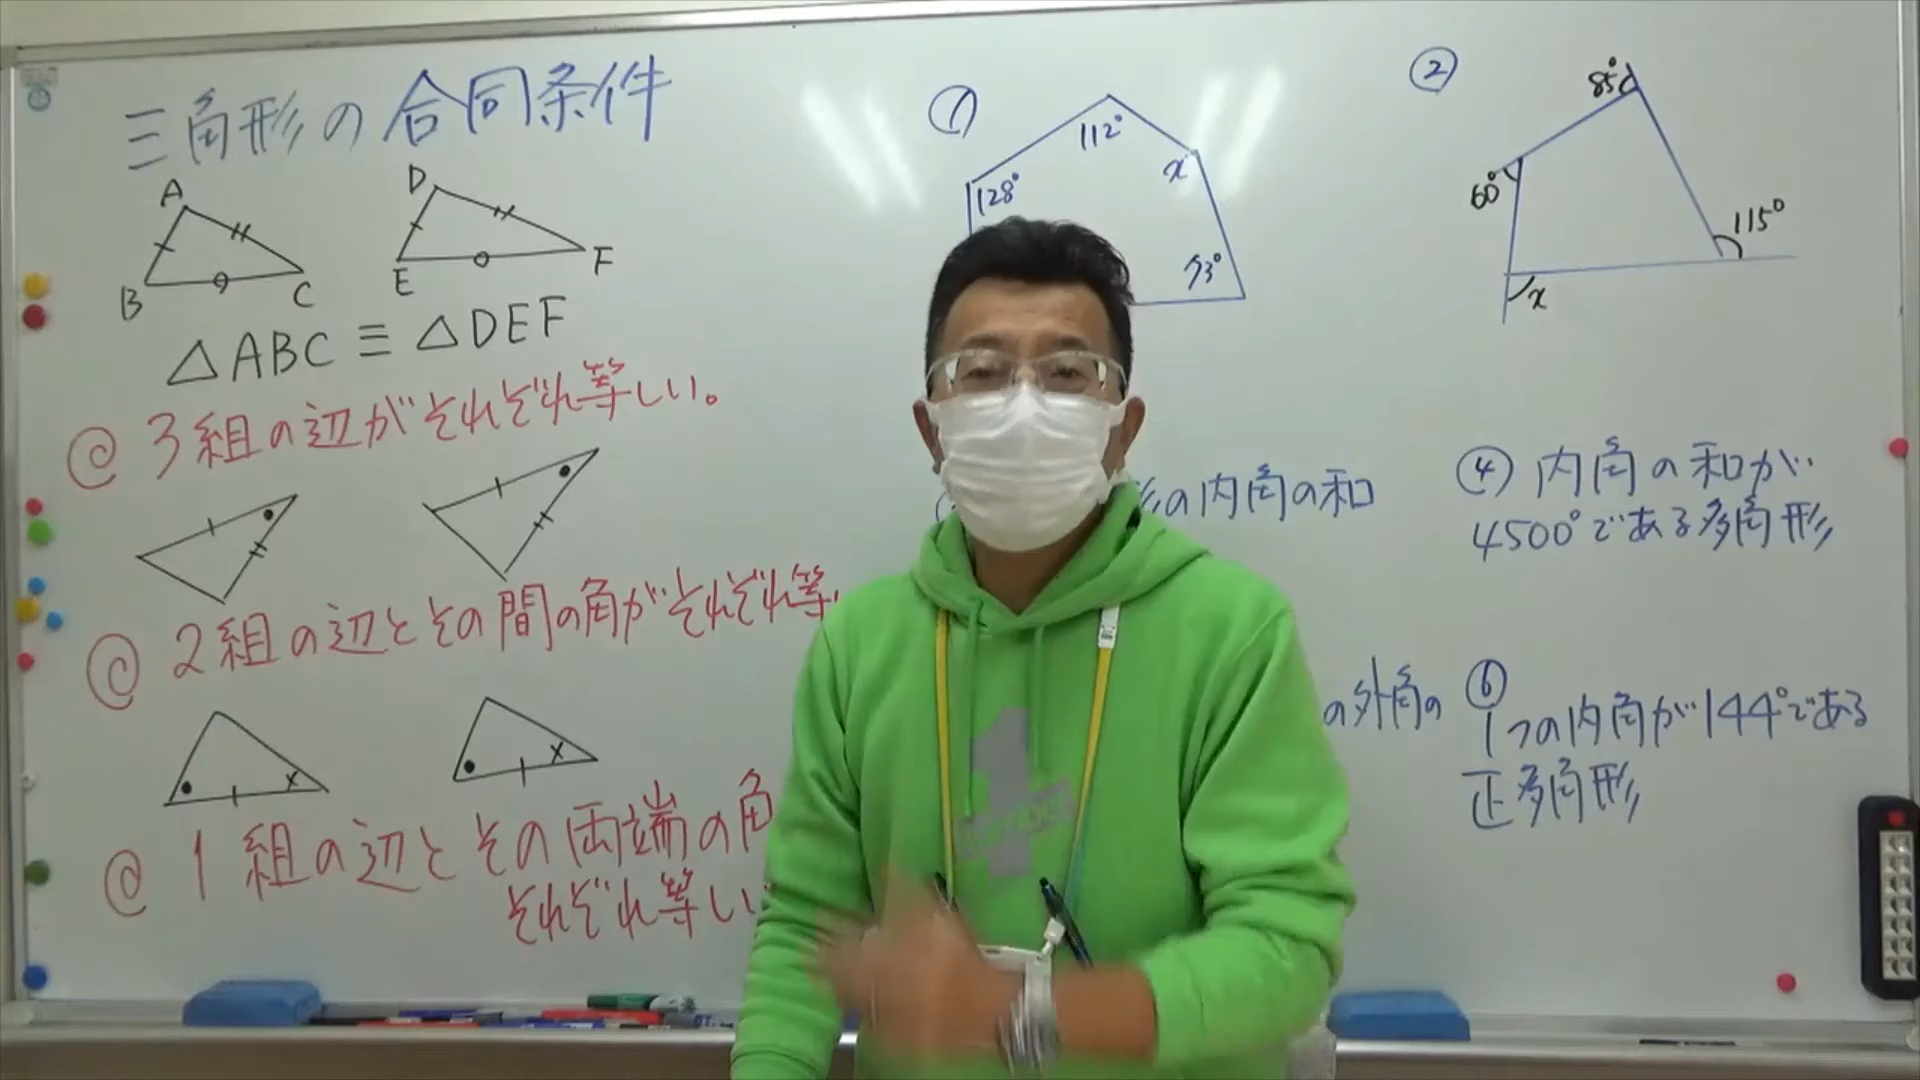 三角形の合同条件
A
B
C
D
E
F
△ABC ≡ △DEF
@ 3組の辺がそれぞれ等しい。
@ 2組の辺とその間の角がそれぞれ等
@ 1組の辺とその両端の角
それぞれ等しい
①
112°
128°
x
93°
②
85°
60°
115°
x
形の内角の和
④ 内角の和が
4500°である多角形
の外角の
⑥
1つの内角が144°である
正多角形